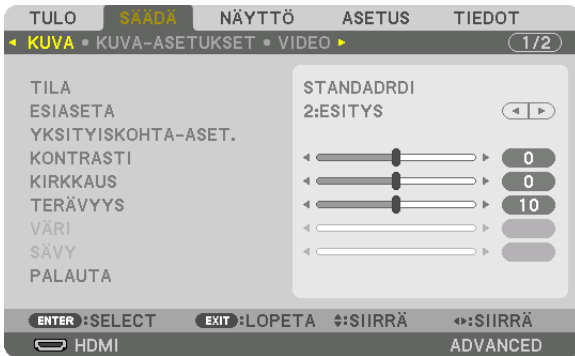 TULO SÄÄDÄ NÄYTTÖ ASETUS TIEDOT
KUVA • KUVA-ASETUKSET • VIDEO 1/2
TILA STANDADRDI
ESIASETA 2:ESITYS
YKSITYISKOHTA-ASET.
KONTRASTI 0
KIRKKAUS 0
TERÄVYYS 10
VÄRI
SÄVY
PALAUTA
ENTER:SELECT EXIT:LOPETA :SIIRRÄ :SIIRRÄ
HDMI ADVANCED